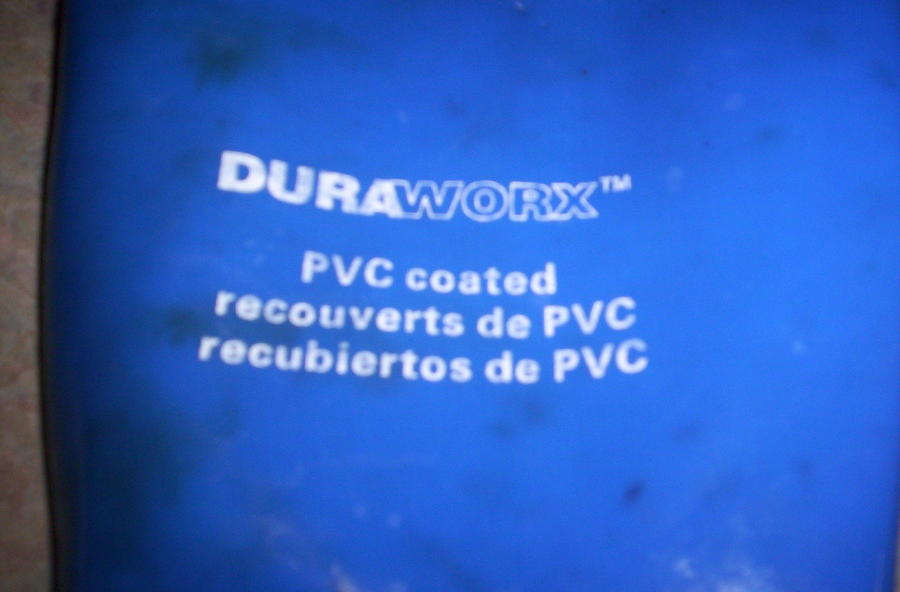 DURAWORX™
PVC coated
recouverts de PVC
recubiertos de PVC